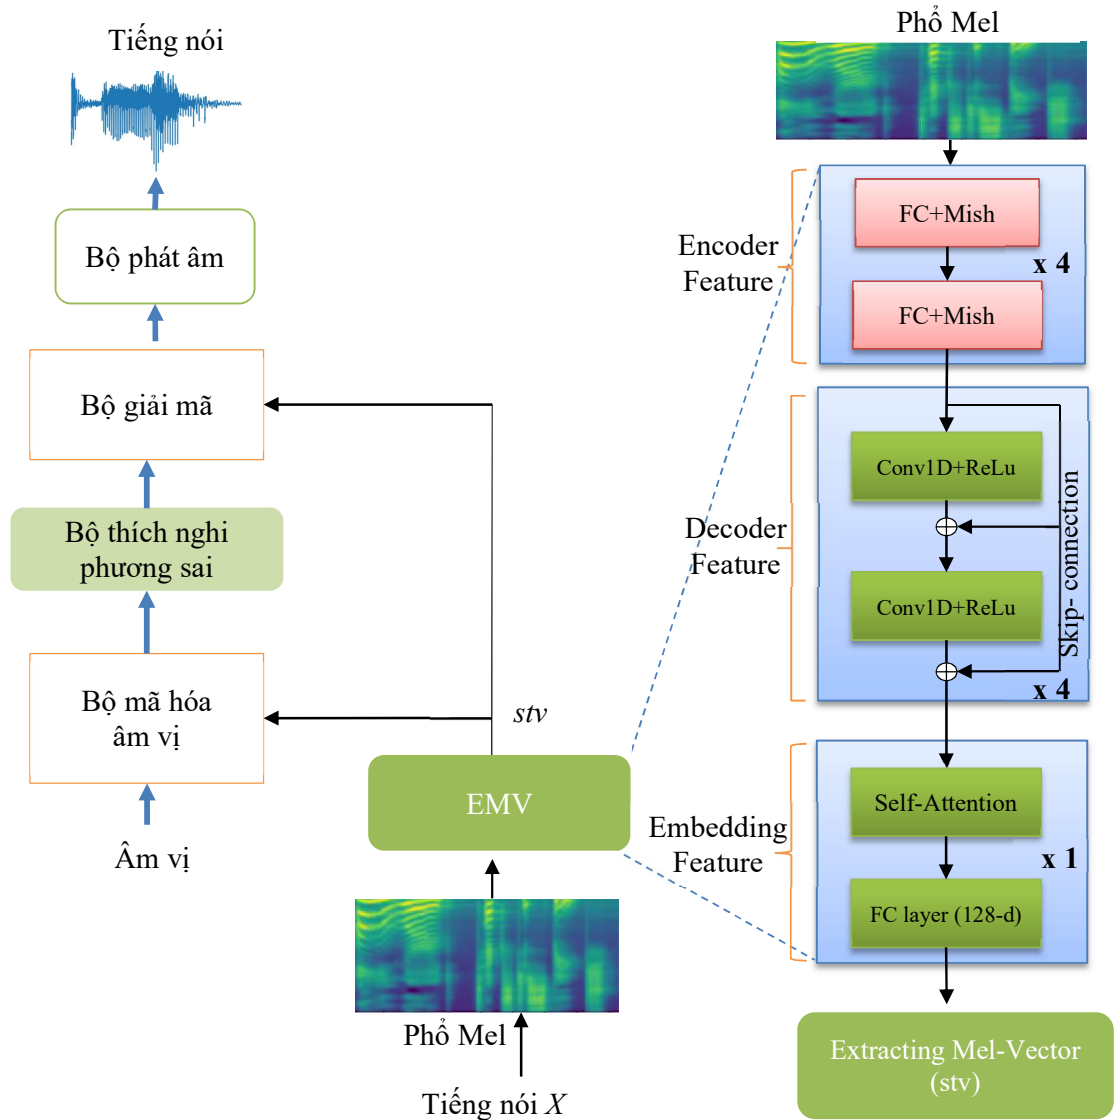 Tiếng nói
Bộ phát âm
Bộ giải mã
Bộ thích nghi
phương sai
Bộ mã hóa
âm vị
Âm vị
stv
EMV
Phổ Mel
Tiếng nói X
Phổ Mel
Encoder
Feature
FC+Mish
x 4
FC+Mish
Decoder
Feature
Conv1D+ReLu
Conv1D+ReLu
Skip- connection
x 4
Embedding
Feature
Self-Attention
x 1
FC layer (128-d)
Extracting Mel-Vector
(stv)